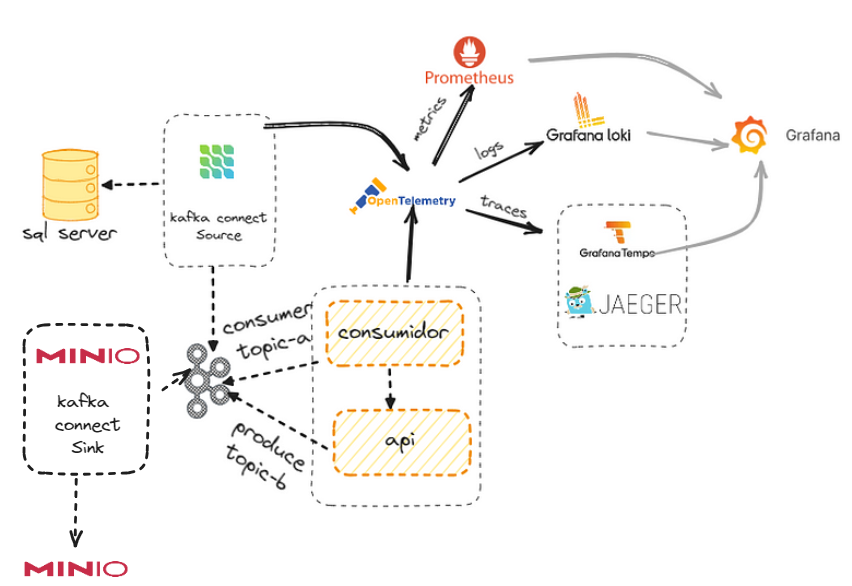 Prometheus
metrics
logs
Grafana loki
Grafana
OpenTelemetry
traces
kafka connect
Source
sql server
Grafana Tempo
JAEGER
consumer
topic-a
consumidor
MINIO
kafka
connect
Sink
api
produce
topic-b
MINIO